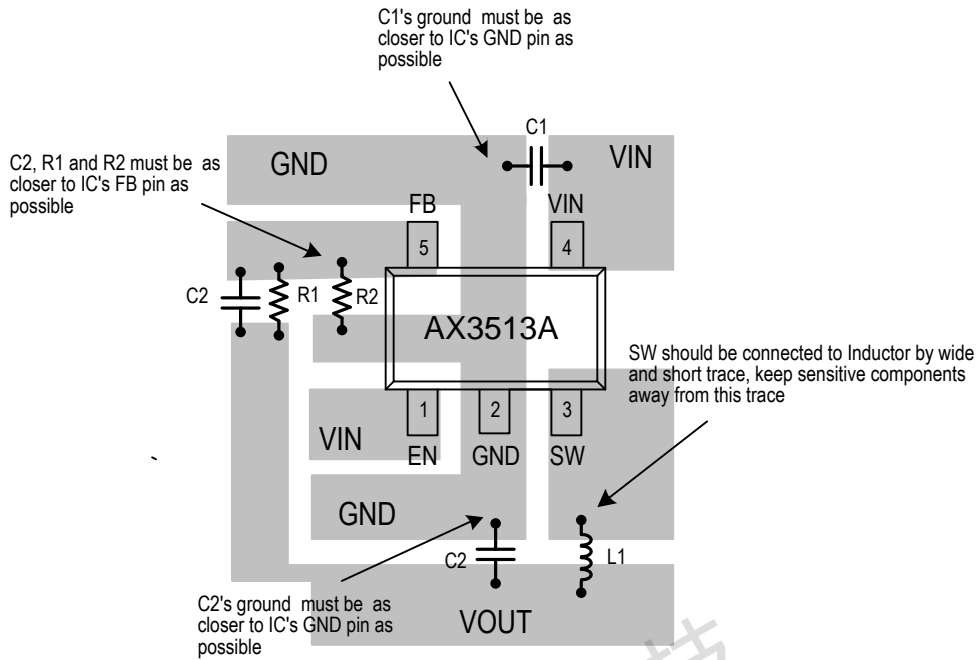 C1's ground must be as
closer to IC's GND pin as
possible
C1
GND
VIN
C2, R1 and R2 must be as
closer to IC's FB pin as
possible
FB
VIN
5
4
C2
R1
R2
AX3513A
SW should be connected to Inductor by wide
and short trace, keep sensitive components
away from this trace
1
2
3
VIN
EN
GND
SW
GND
C2
L1
C2's ground must be as
closer to IC's GND pin as
possible
VOUT
技